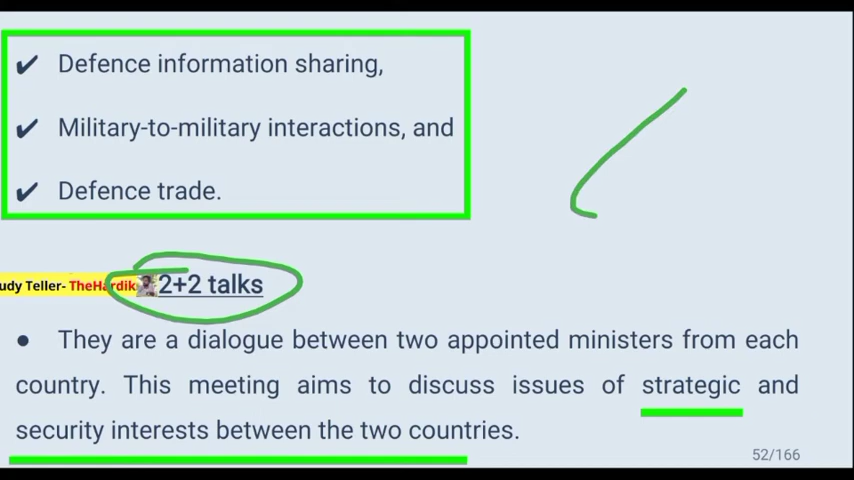 ✔ Defence information sharing,
✔ Military-to-military interactions, and
✔ Defence trade.
udy Teller- TheHardik
2+2 talks
● They are a dialogue between two appointed ministers from each
country. This meeting aims to discuss issues of strategic and
security interests between the two countries.
52/166